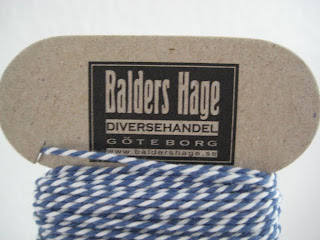 Balders Hage
DIVERSEHANDEL
GÖTEBORG
www.baldershage.se